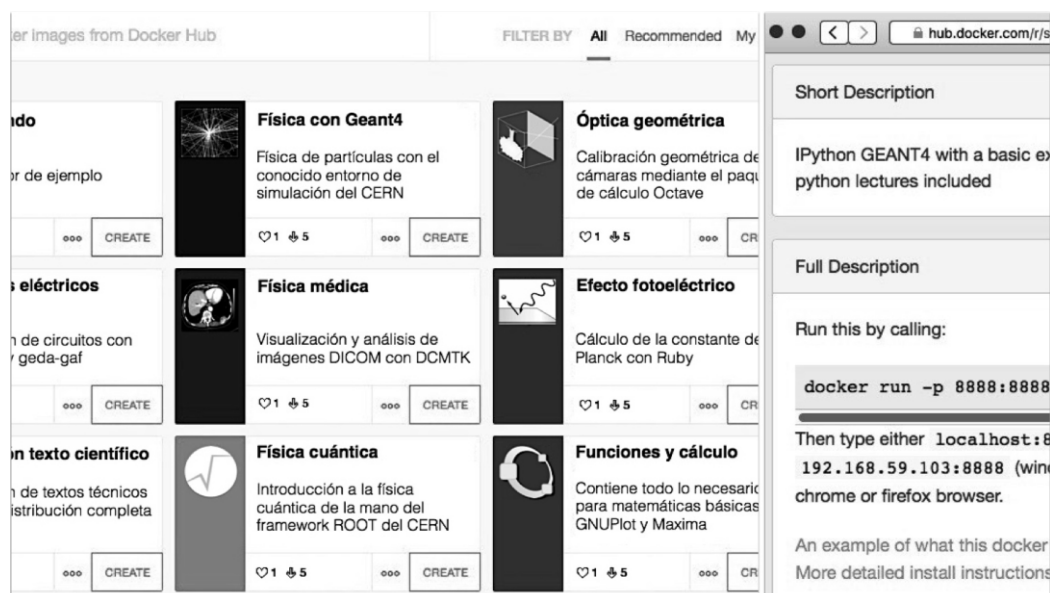 er images from Docker Hub
FILTER BY All Recommended My
ndo
or de ejemplo
CREATE
Física con Geant4
Física de partículas con el
conocido entorno de
simulación del CERN
1 5
CREATE
Óptica geométrica
Calibración geométrica de
cámaras mediante el paqu
de cálculo Octave
1 5
CR
s eléctricos
n de circuitos con
y geda-gaf
CREATE
Física médica
Visualización y análisis de
imágenes DICOM con DCMTK
1 5
CREATE
Efecto fotoeléctrico
Cálculo de la constante de
Planck con Ruby
1 5
CR
on texto científico
n de textos técnicos
istribución completa
CREATE
Física cuántica
Introducción a la física
cuántica de la mano del
framework ROOT del CERN
1 5
CREATE
Funciones y cálculo
Contiene todo lo necesario
para matemáticas básicas
GNUPlot y Maxima
1 5
CR
hub.docker.com/r/s
Short Description
IPython GEANT4 with a basic ex
python lectures included
Full Description
Run this by calling:
docker run -p 8888:8888
Then type either localhost:8
192.168.59.103:8888 (wind
chrome or firefox browser.
An example of what this docker
More detailed install instructions